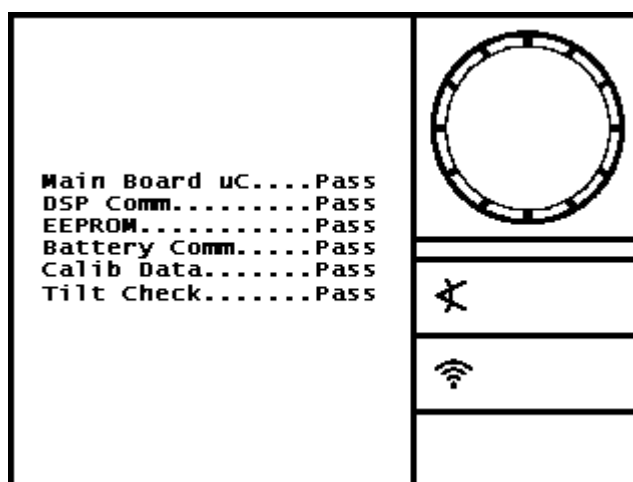 Main Board uC....Pass
DSP Comm.........Pass
EEPROM...........Pass
Battery Comm.....Pass
Calib Data.......Pass
Tilt Check.......Pass